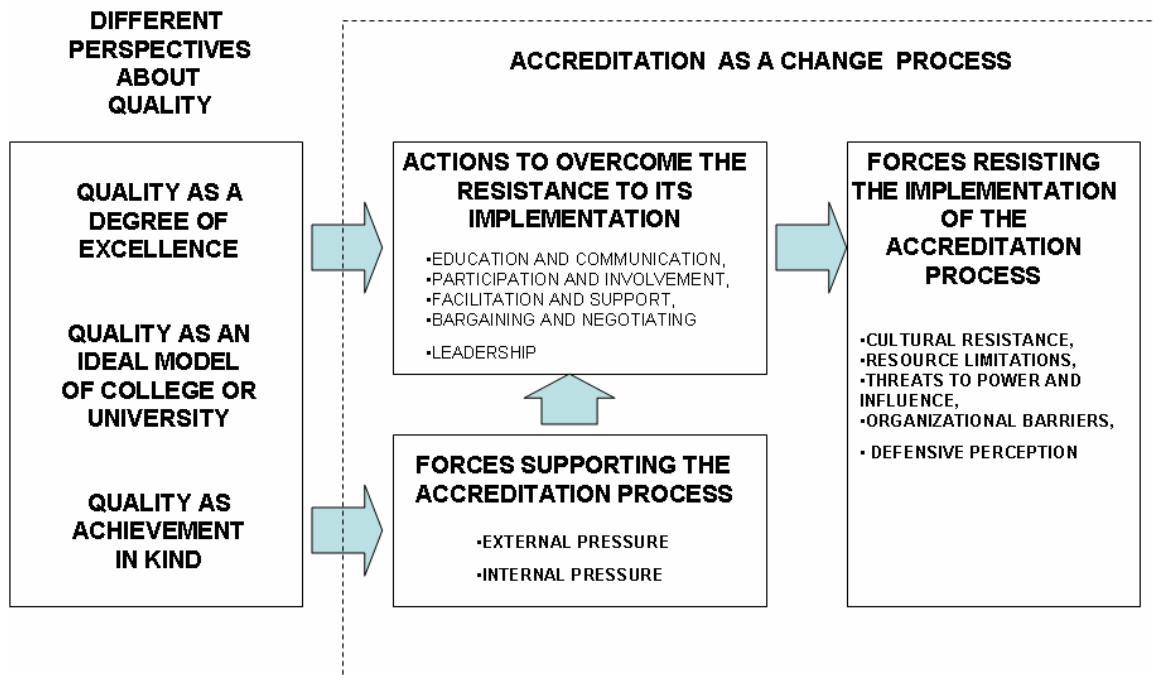 DIFFERENT
PERSPECTIVES
ABOUT
QUALITY
ACCREDITATION AS A CHANGE PROCESS
QUALITY AS A
DEGREE OF
EXCELLENCE
QUALITY AS AN
IDEAL MODEL
OF COLLEGE OR
UNIVERSITY
QUALITY AS
ACHIEVEMENT
IN KIND
ACTIONS TO OVERCOME THE
RESISTANCE TO ITS
IMPLEMENTATION
•EDUCATION AND COMMUNICATION,
•PARTICIPATION AND INVOLVEMENT,
•FACILITATION AND SUPPORT,
•BARGAINING AND NEGOTIATING
•LEADERSHIP
FORCES SUPPORTING THE
ACCREDITATION PROCESS
•EXTERNAL PRESSURE
•INTERNAL PRESSURE
FORCES RESISTING
THE IMPLEMENTATION
OF THE
ACCREDITATION
PROCESS
•CULTURAL RESISTANCE,
•RESOURCE LIMITATIONS,
•THREATS TO POWER AND
INFLUENCE,
•ORGANIZATIONAL BARRIERS,
• DEFENSIVE PERCEPTION